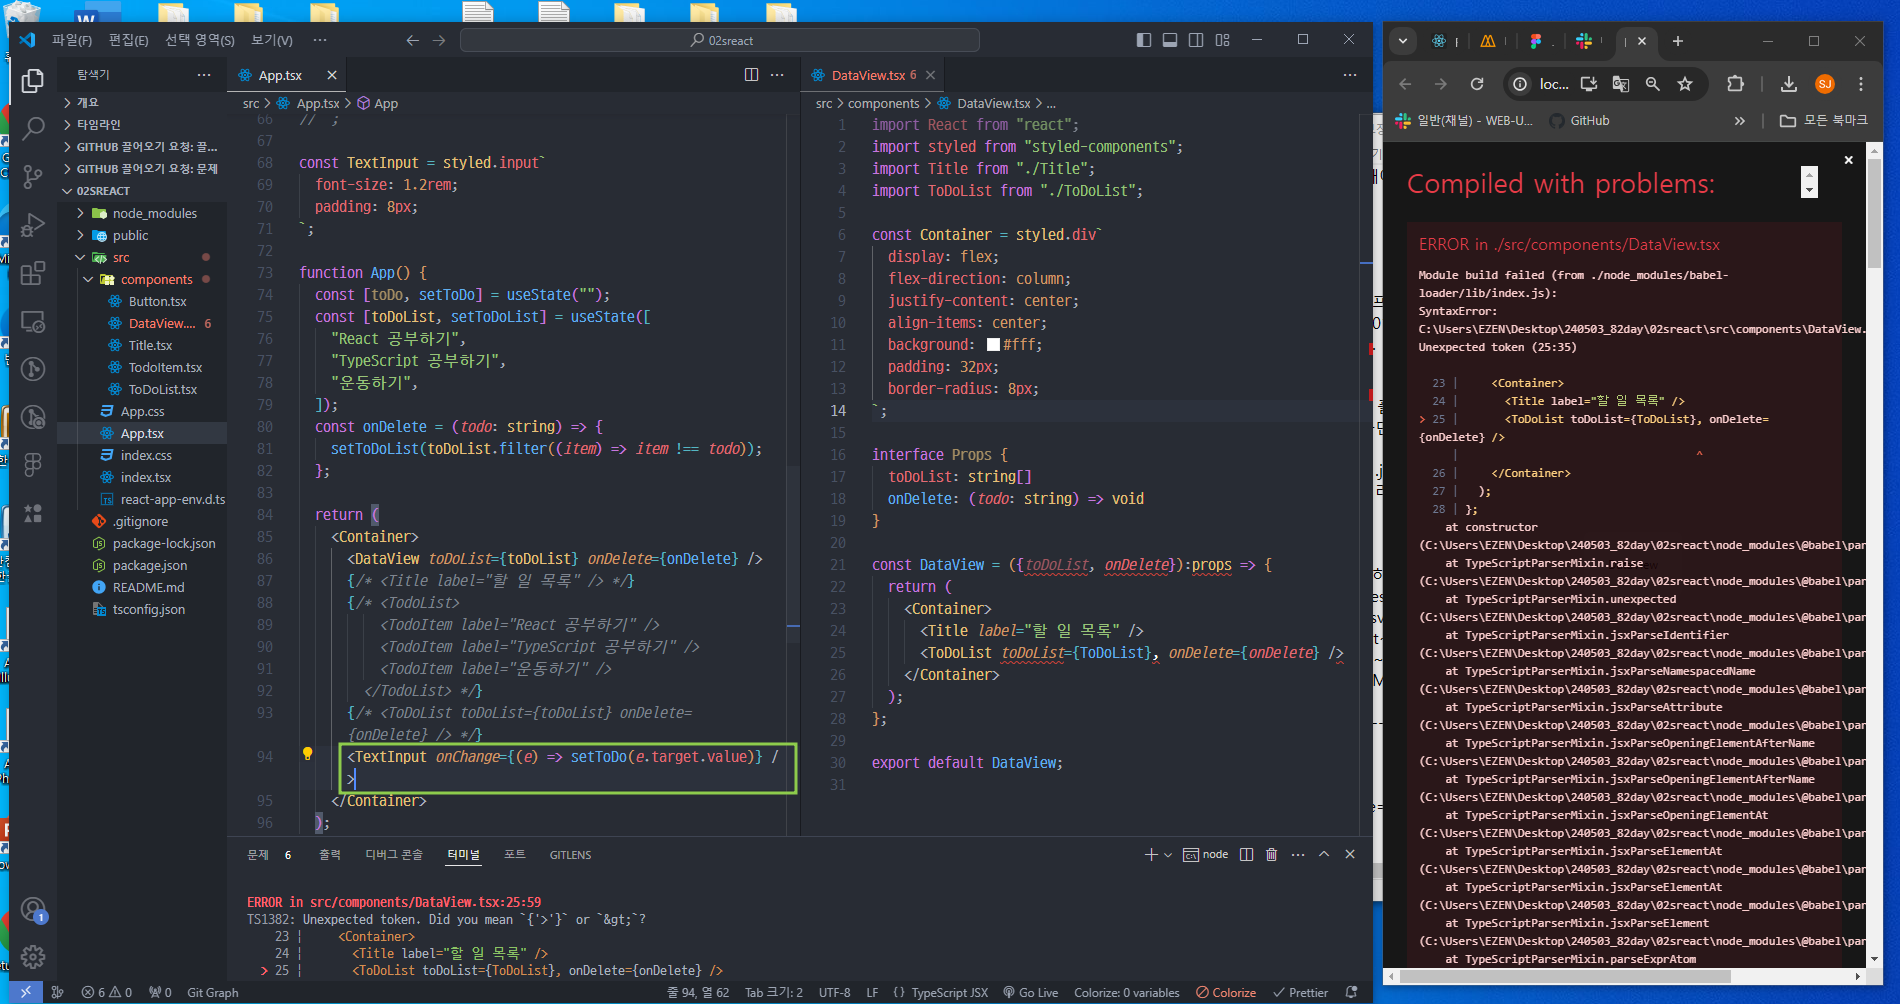 파일(F) 편집(E) 선택 영역(S) 보기(V) ··· 02sreact
탐색기 ···
개요
타임라인
GITHUB 끌어오기 요청: 끌...
GITHUB 끌어오기 요청: 문제
02SREACT
node_modules
public
src
components
Button.tsx
DataView.... 6
Title.tsx
TodoItem.tsx
ToDoList.tsx
App.css
App.tsx
index.css
index.tsx
react-app-env.d.ts
.gitignore
package-lock.json
package.json
README.md
tsconfig.json
App.tsx
src > App.tsx > App
66 // ;
67
68 const TextInput = styled.input`
69 font-size: 1.2rem;
70 padding: 8px;
71 `;
72
73 function App() {
74 const [toDo, setToDo] = useState("");
75 const [toDoList, setToDoList] = useState([
76 "React 공부하기",
77 "TypeScript 공부하기",
78 "운동하기",
79 ]);
80 const onDelete = (todo: string) => {
81 setToDoList(toDoList.filter((item) => item !== todo));
82 };
83
84 return (
85 <Container>
86 <DataView toDoList={toDoList} onDelete={onDelete} />
87 {/* <Title label="할 일 목록" /> */}
88 {/* <TodoList>
89 <TodoItem label="React 공부하기" />
90 <TodoItem label="TypeScript 공부하기" />
91 <TodoItem label="운동하기" />
92 </TodoList> */}
93 {/* <ToDoList toDoList={toDoList} onDelete=
{onDelete} /> */}
94 <TextInput onChange={(e) => setToDo(e.target.value)} /
>
95 </Container>
96 );
DataView.tsx 6
src > components > DataView.tsx > ...
1 import React from "react";
2 import styled from "styled-components";
3 import Title from "./Title";
4 import ToDoList from "./ToDoList";
5
6 const Container = styled.div`
7 display: flex;
8 flex-direction: column;
9 justify-content: center;
10 align-items: center;
11 background: #fff;
12 padding: 32px;
13 border-radius: 8px;
14 `;
15
16 interface Props {
17 toDoList: string[]
18 onDelete: (todo: string) => void
19 }
20
21 const DataView = ({toDoList, onDelete}):props => {
22 return (
23 <Container>
24 <Title label="할 일 목록" />
25 <ToDoList toDoList={ToDoList}, onDelete={onDelete} />
26 </Container>
27 );
28 };
29
30 export default DataView;
31
문제 6 출력 디버그 콘솔 터미널 포트 GITLENS
node
ERROR in src/components/DataView.tsx:25:59
TS1382: Unexpected token. Did you mean `{'>'}` or `&gt;`?
23 | <Container>
24 | <Title label="할 일 목록" />
> 25 | <ToDoList toDoList={ToDoList}, onDelete={onDelete} />
6 0 0 Git Graph 줄 94, 열 62 Tab 크기: 2 UTF-8 LF {} TypeScript JSX Go Live Colorize: 0 variables Colorize Prettier
1
loc... SJ
일반(채널) - WEB-U... GitHub » 모든 북마크
Compiled with problems:
ERROR in ./src/components/DataView.tsx
Module build failed (from ./node_modules/babel-
loader/lib/index.js):
SyntaxError:
C:\Users\EZEN\Desktop\240503_82day\02sreact\src\components\DataView.
Unexpected token (25:35)
23 | <Container>
24 | <Title label="할 일 목록" />
> 25 | <ToDoList toDoList={ToDoList}, onDelete=
{onDelete} />
| ^
26 | </Container>
27 | );
28 | };
at constructor
(C:\Users\EZEN\Desktop\240503_82day\02sreact\node_modules\@babel\par
at TypeScriptParserMixin.raise
(C:\Users\EZEN\Desktop\240503_82day\02sreact\node_modules\@babel\par
at TypeScriptParserMixin.unexpected
(C:\Users\EZEN\Desktop\240503_82day\02sreact\node_modules\@babel\par
at TypeScriptParserMixin.jsxParseIdentifier
(C:\Users\EZEN\Desktop\240503_82day\02sreact\node_modules\@babel\par
at TypeScriptParserMixin.jsxParseNamespacedName
(C:\Users\EZEN\Desktop\240503_82day\02sreact\node_modules\@babel\par
at TypeScriptParserMixin.jsxParseAttribute
(C:\Users\EZEN\Desktop\240503_82day\02sreact\node_modules\@babel\par
at TypeScriptParserMixin.jsxParseOpeningElementAfterName
(C:\Users\EZEN\Desktop\240503_82day\02sreact\node_modules\@babel\par
at TypeScriptParserMixin.jsxParseOpeningElementAfterName
(C:\Users\EZEN\Desktop\240503_82day\02sreact\node_modules\@babel\par
at TypeScriptParserMixin.jsxParseOpeningElementAt
(C:\Users\EZEN\Desktop\240503_82day\02sreact\node_modules\@babel\par
at TypeScriptParserMixin.jsxParseElementAt
(C:\Users\EZEN\Desktop\240503_82day\02sreact\node_modules\@babel\par
at TypeScriptParserMixin.jsxParseElementAt
(C:\Users\EZEN\Desktop\240503_82day\02sreact\node_modules\@babel\par
at TypeScriptParserMixin.jsxParseElement
(C:\Users\EZEN\Desktop\240503_82day\02sreact\node_modules\@babel\par
at TypeScriptParserMixin.parseExprAtom